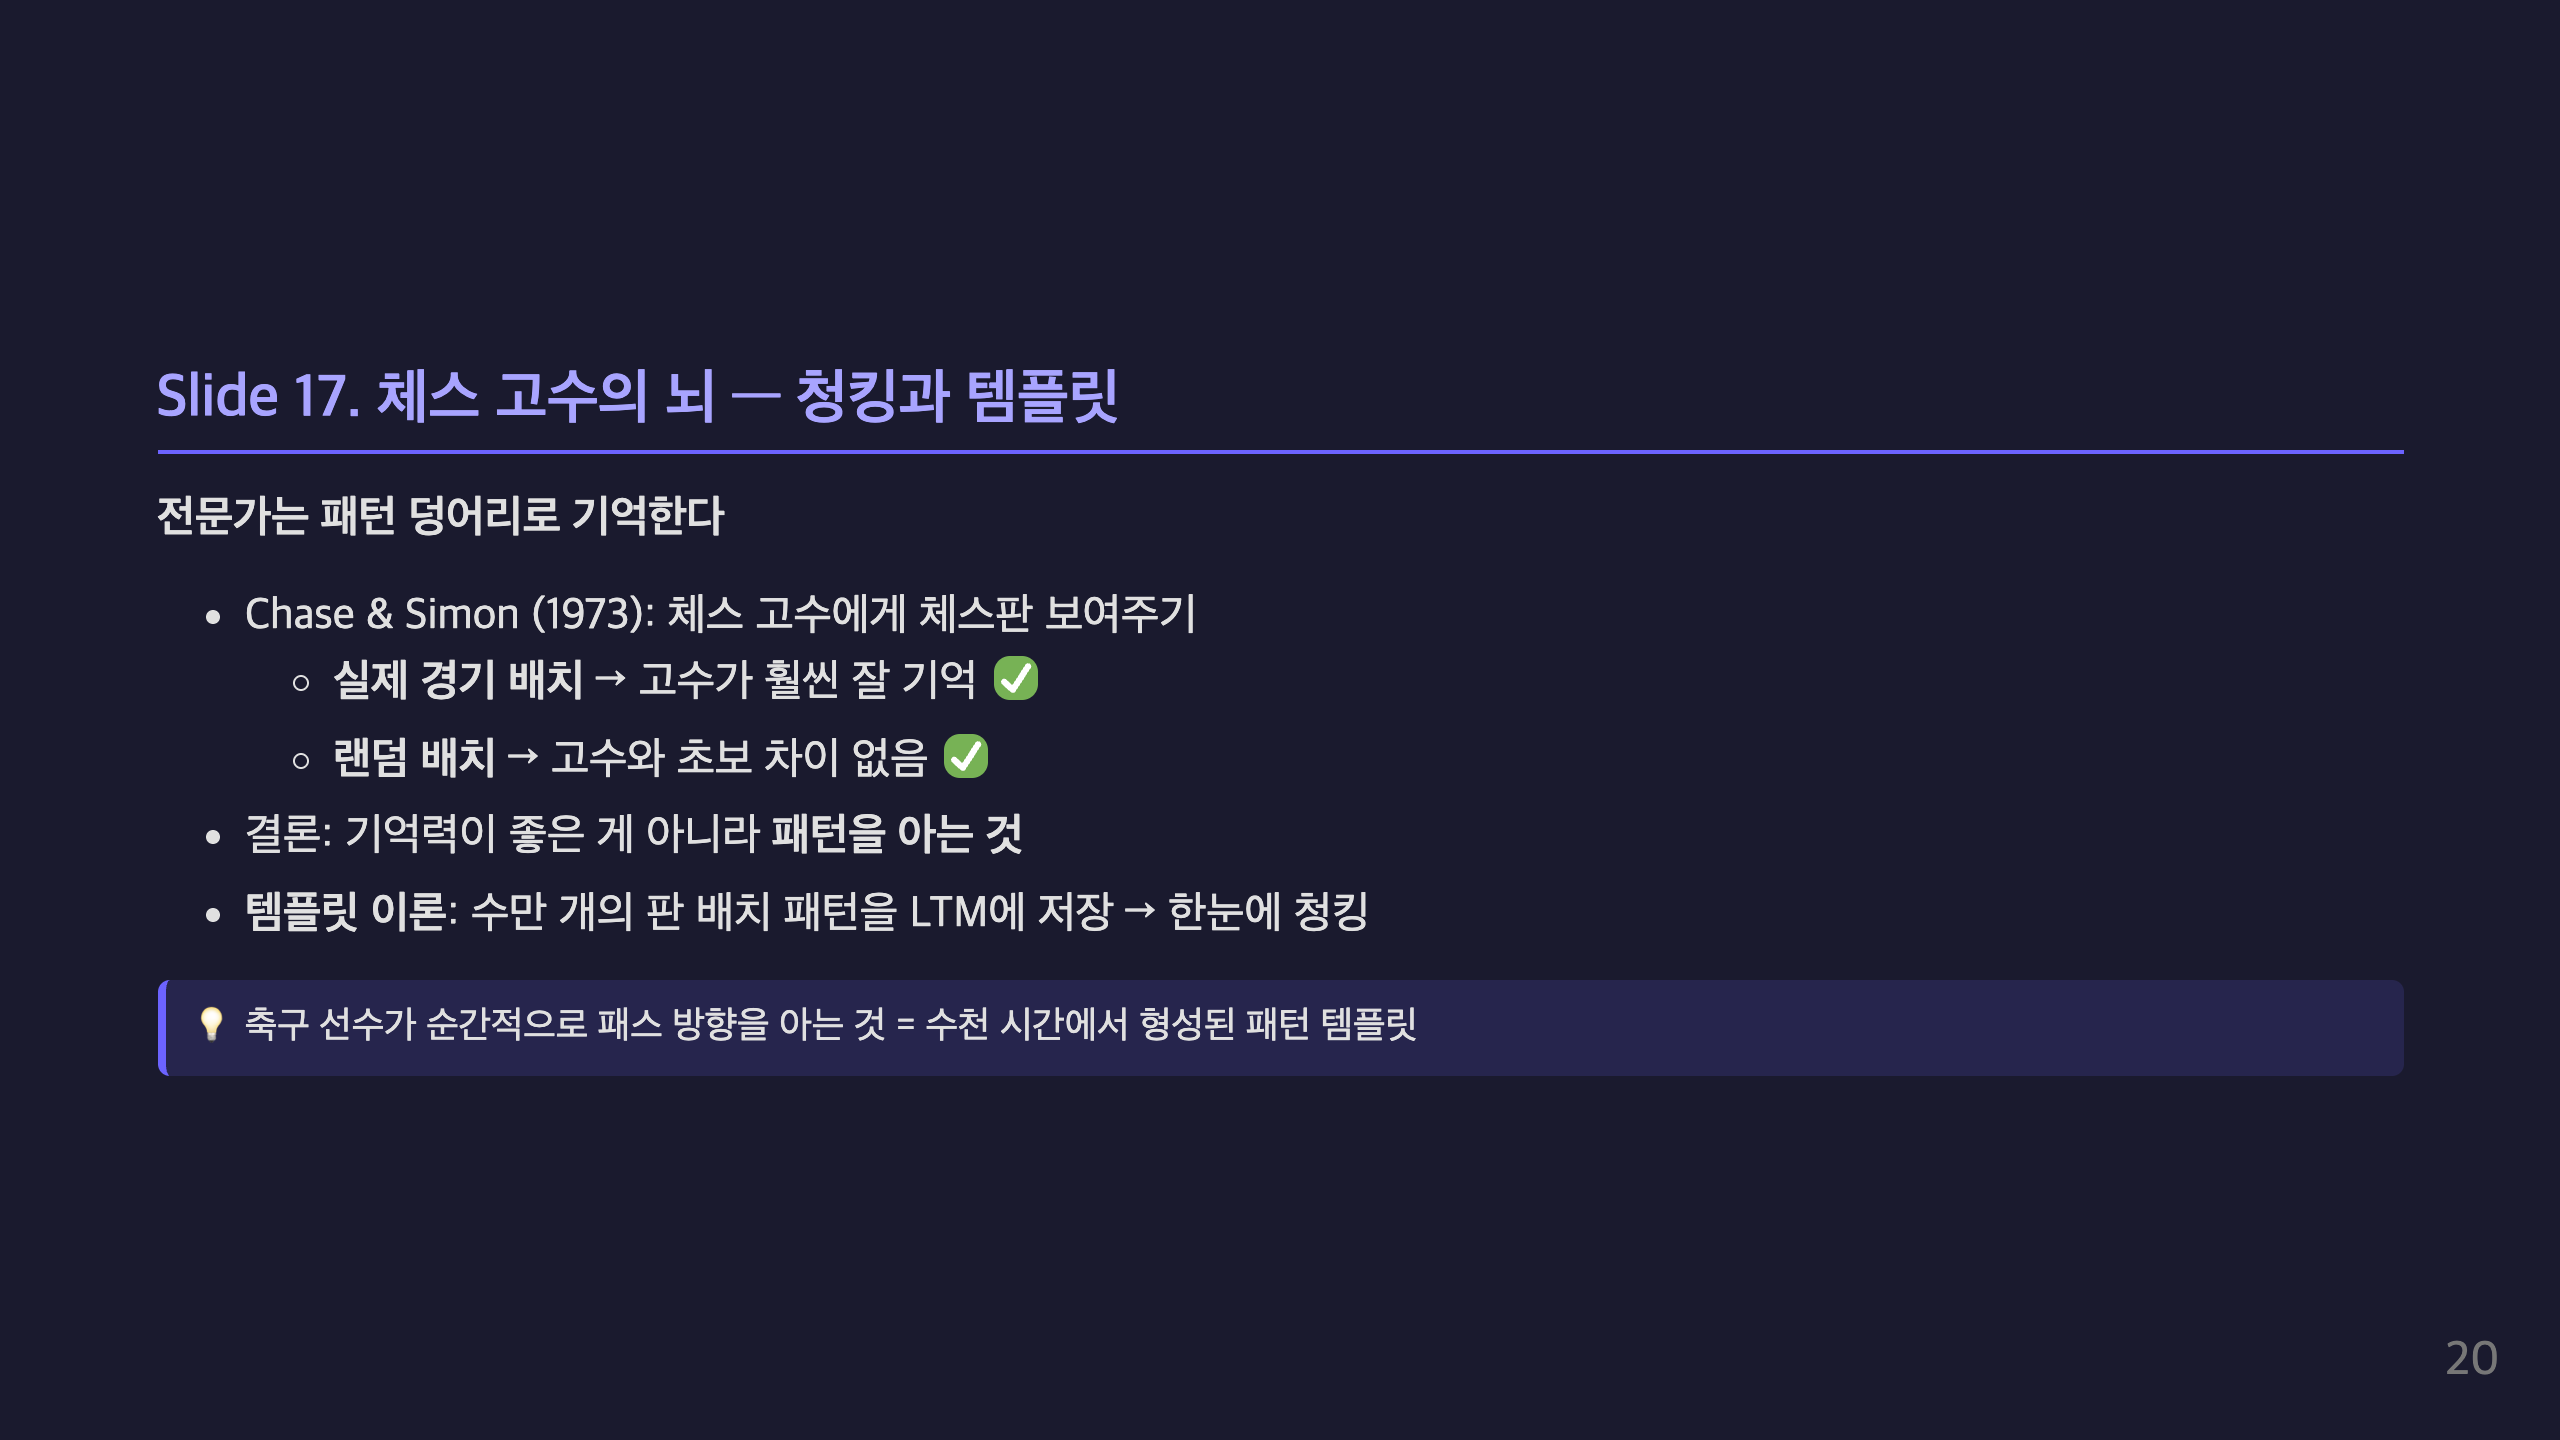 Slide 17. 체스 고수의 뇌 — 청킹과 템플릿
전문가는 패턴 덩어리로 기억한다
• Chase & Simon (1973): 체스 고수에게 체스판 보여주기
◦ 실제 경기 배치 → 고수가 훨씬 잘 기억 ✅
◦ 랜덤 배치 → 고수와 초보 차이 없음 ✅
• 결론: 기억력이 좋은 게 아니라 패턴을 아는 것
• 템플릿 이론: 수만 개의 판 배치 패턴을 LTM에 저장 → 한눈에 청킹
💡 축구 선수가 순간적으로 패스 방향을 아는 것 = 수천 시간에서 형성된 패턴 템플릿
20